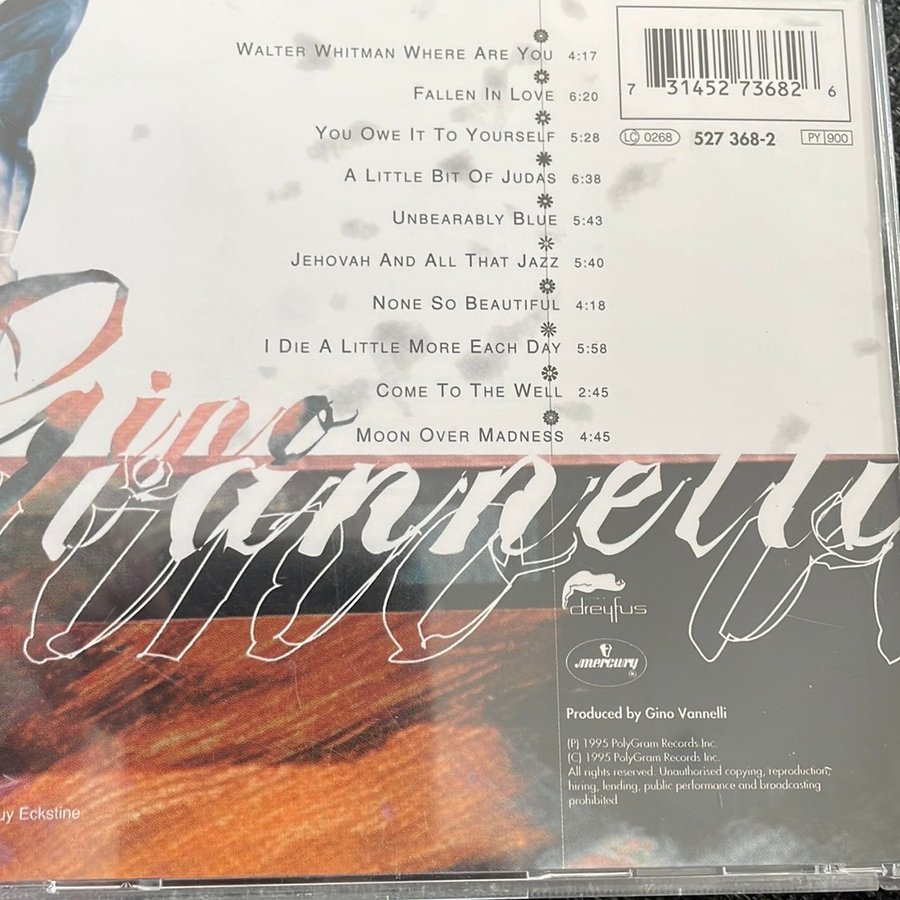 WALTER WHITMAN WHERE ARE YOU 4:17
FALLEN IN LOVE 6:20
YOU OWE IT TO YOURSELF 5:28
A LITTLE BIT OF JUDAS 6:38
UNBEARABLY BLUE 5:43
JEHOVAH AND ALL THAT JAZZ 5:40
NONE SO BEAUTIFUL 4:18
I DIE A LITTLE MORE EACH DAY 5:58
COME TO THE WELL 2:45
MOON OVER MADNESS 4:45
7 31452 73682 6
LC 0268 527 368-2 PY 900
gino
vannelli
dreyfus
mercury
Produced by Gino Vannelli
(P) 1995 PolyGram Records Inc.
(C) 1995 PolyGram Records Inc.
All rights reserved. Unauthorised copying, reproduction,
hiring, lending, public performance and broadcasting
prohibited
uy Eckstine